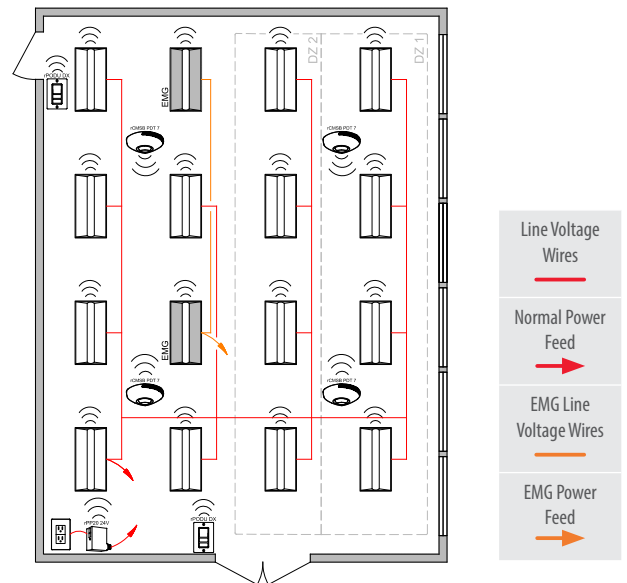 rPODU DX
EMG
DZ 2
DZ 1
rCMSB PDT 7
rCMSB PDT 7
EMG
rCMSB PDT 7
rCMSB PDT 7
rPP20 24V
rPODU DX
Line Voltage
Wires
Normal Power
Feed
EMG Line
Voltage Wires
EMG Power
Feed